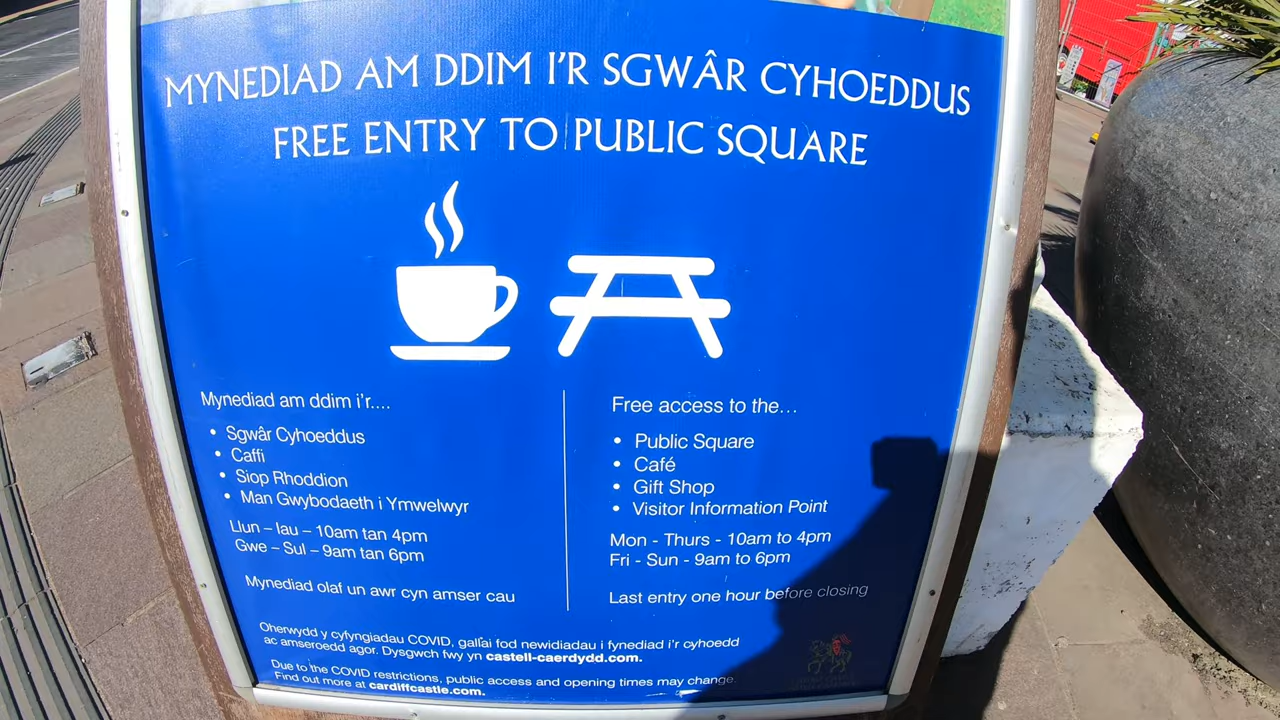 MYNEDIAD AM DDIM I'R SGWÂR CYHOEDDUS
FREE ENTRY TO PUBLIC SQUARE
Mynediad am ddim i'r....
• Sgwâr Cyhoeddus
• Caffi
• Siop Rhoddion
• Man Gwybodaeth i Ymwelwyr
Llun – Iau – 10am tan 4pm
Gwe – Sul – 9am tan 6pm
Mynediad olaf un awr cyn amser cau
Free access to the...
• Public Square
• Café
• Gift Shop
• Visitor Information Point
Mon - Thurs - 10am to 4pm
Fri - Sun - 9am to 6pm
Last entry one hour before closing
Oherwydd y cyfyngiadau COVID, gallai fod newidiadau i fynediad i'r cyhoedd
ac amseroedd agor. Dysgwch fwy yn castell-caerdydd.com.
Due to the COVID restrictions, public access and opening times may change.
Find out more at cardiffcastle.com.